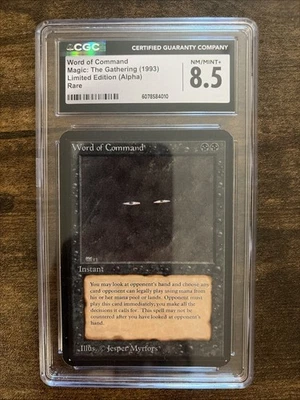 CGC
CERTIFIED GUARANTY COMPANY
Word of Command
Magic: The Gathering (1993)
Limited Edition (Alpha)
Rare
NM/MINT+
8.5
6078584010
Word of Command
Instant
You may look at opponent's hand and choose any
card opponent can legally play using mana from
his or her mana pool or lands. Opponent must
play this card immediately; you make all the
decisions it calls for. This spell may not be
countered after you have looked at opponent's
hand.
Illus. © Jesper Myrfors